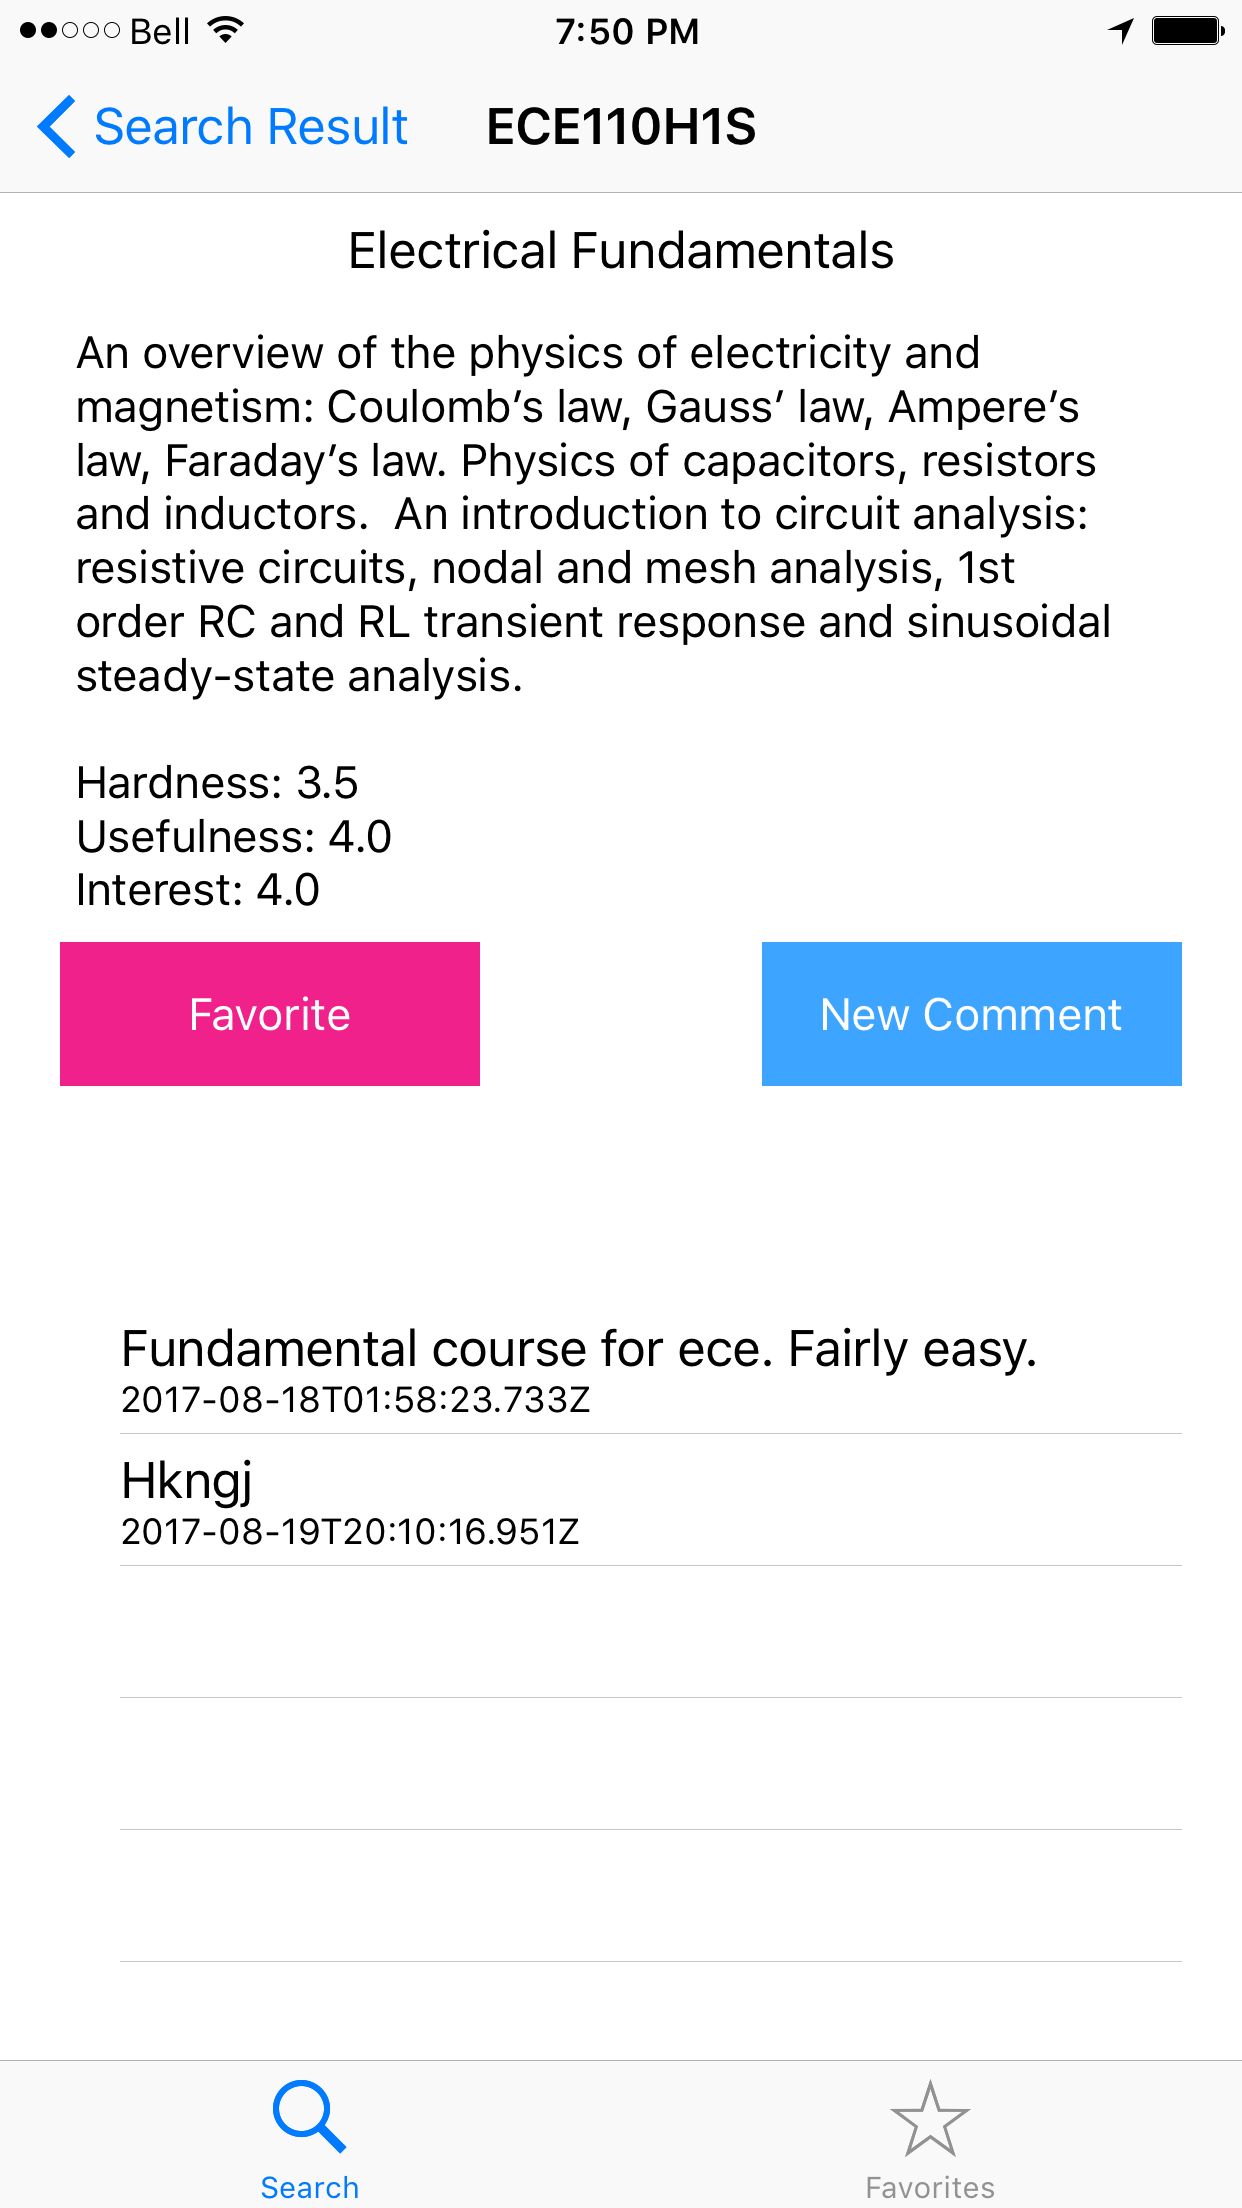 Bell 7:50 PM
Search Result ECE110H1S
Electrical Fundamentals
An overview of the physics of electricity and
magnetism: Coulomb’s law, Gauss’ law, Ampere’s
law, Faraday’s law. Physics of capacitors, resistors
and inductors.  An introduction to circuit analysis:
resistive circuits, nodal and mesh analysis, 1st
order RC and RL transient response and sinusoidal
steady-state analysis.
Hardness: 3.5
Usefulness: 4.0
Interest: 4.0
Favorite New Comment
Fundamental course for ece. Fairly easy.
2017-08-18T01:58:23.733Z
Hkngj
2017-08-19T20:10:16.951Z
Search Favorites